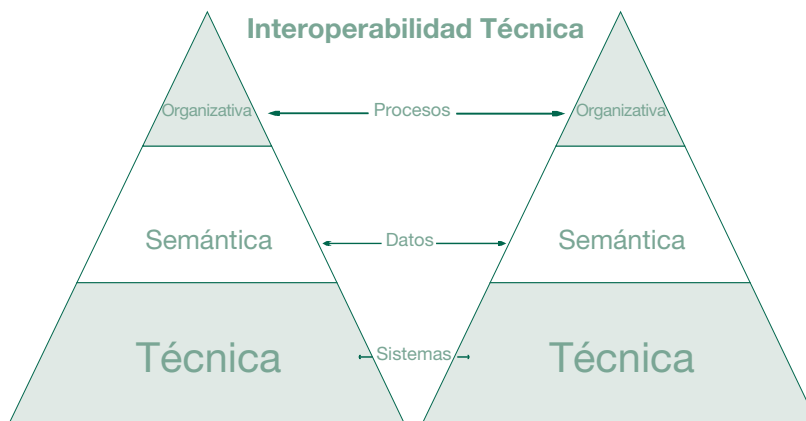 Interoperabilidad Técnica
Organizativa
Procesos
Organizativa
Semántica
Datos
Semántica
Técnica
Sistemas
Técnica